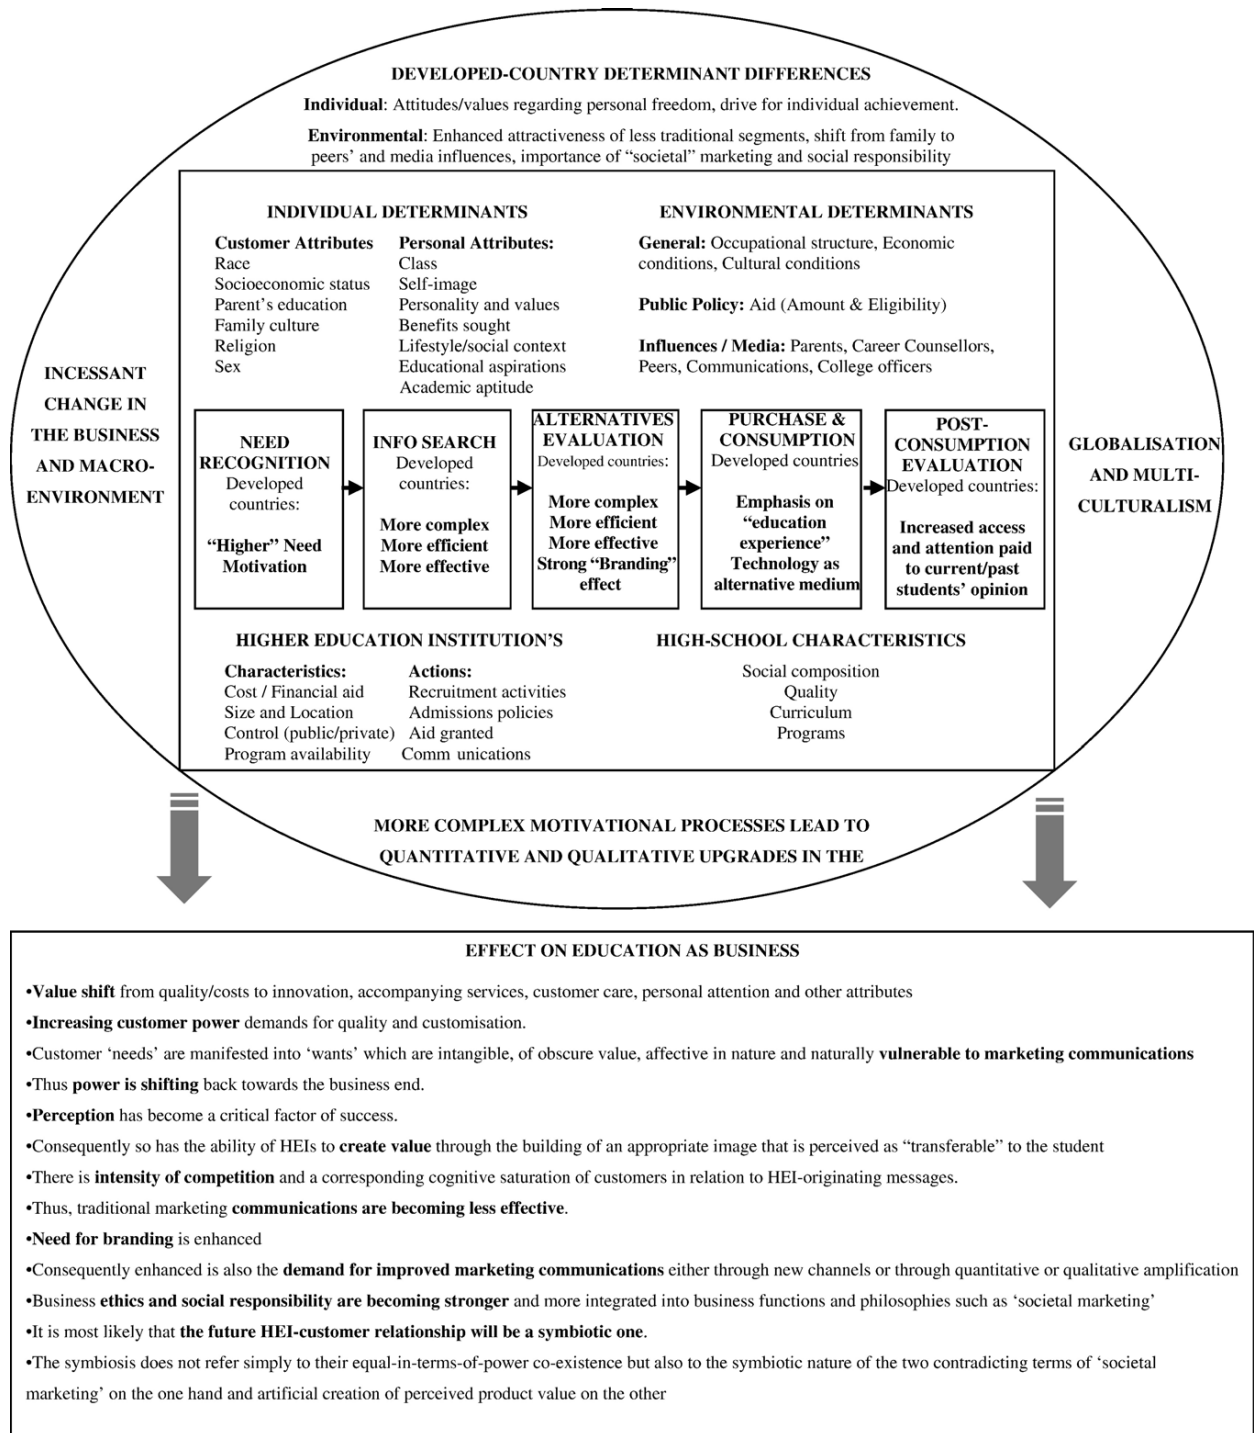 DEVELOPED-COUNTRY DETERMINANT DIFFERENCES
Individual: Attitudes/values regarding personal freedom, drive for individual achievement.
Environmental: Enhanced attractiveness of less traditional segments, shift from family to
peers' and media influences, importance of "societal" marketing and social responsibility
INCESSANT
CHANGE IN
THE BUSINESS
AND MACRO-
ENVIRONMENT
INDIVIDUAL DETERMINANTS
Customer Attributes
Race
Socioeconomic status
Parent's education
Family culture
Religion
Sex
Personal Attributes:
Class
Self-image
Personality and values
Benefits sought
Lifestyle/social context
Educational aspirations
Academic aptitude
ENVIRONMENTAL DETERMINANTS
General: Occupational structure, Economic
conditions, Cultural conditions
Public Policy: Aid (Amount & Eligibility)
Influences / Media: Parents, Career Counsellors,
Peers, Communications, College officers
NEED
RECOGNITION
Developed
countries:
"Higher" Need
Motivation
INFO SEARCH
Developed
countries:
More complex
More efficient
More effective
ALTERNATIVES
EVALUATION
Developed countries:
More complex
More efficient
More effective
Strong "Branding"
effect
PURCHASE &
CONSUMPTION
Developed countries
Emphasis on
"education
experience"
Technology as
alternative medium
POST-
CONSUMPTION
EVALUATION
Developed countries:
Increased access
and attention paid
to current/past
students' opinion
GLOBALISATION
AND MULTI-
CULTURALISM
HIGHER EDUCATION INSTITUTION'S
Characteristics:
Cost / Financial aid
Size and Location
Control (public/private)
Program availability
Actions:
Recruitment activities
Admissions policies
Aid granted
Comm unications
HIGH-SCHOOL CHARACTERISTICS
Social composition
Quality
Curriculum
Programs
MORE COMPLEX MOTIVATIONAL PROCESSES LEAD TO
QUANTITATIVE AND QUALITATIVE UPGRADES IN THE
EFFECT ON EDUCATION AS BUSINESS
•Value shift from quality/costs to innovation, accompanying services, customer care, personal attention and other attributes
•Increasing customer power demands for quality and customisation.
•Customer 'needs' are manifested into 'wants' which are intangible, of obscure value, affective in nature and naturally vulnerable to marketing communications
•Thus power is shifting back towards the business end.
•Perception has become a critical factor of success.
•Consequently so has the ability of HEIs to create value through the building of an appropriate image that is perceived as "transferable" to the student
•There is intensity of competition and a corresponding cognitive saturation of customers in relation to HEI-originating messages.
•Thus, traditional marketing communications are becoming less effective.
•Need for branding is enhanced
•Consequently enhanced is also the demand for improved marketing communications either through new channels or through quantitative or qualitative amplification
•Business ethics and social responsibility are becoming stronger and more integrated into business functions and philosophies such as 'societal marketing'
•It is most likely that the future HEI-customer relationship will be a symbiotic one.
•The symbiosis does not refer simply to their equal-in-terms-of-power co-existence but also to the symbiotic nature of the two contradicting terms of 'societal
marketing' on the one hand and artificial creation of perceived product value on the other